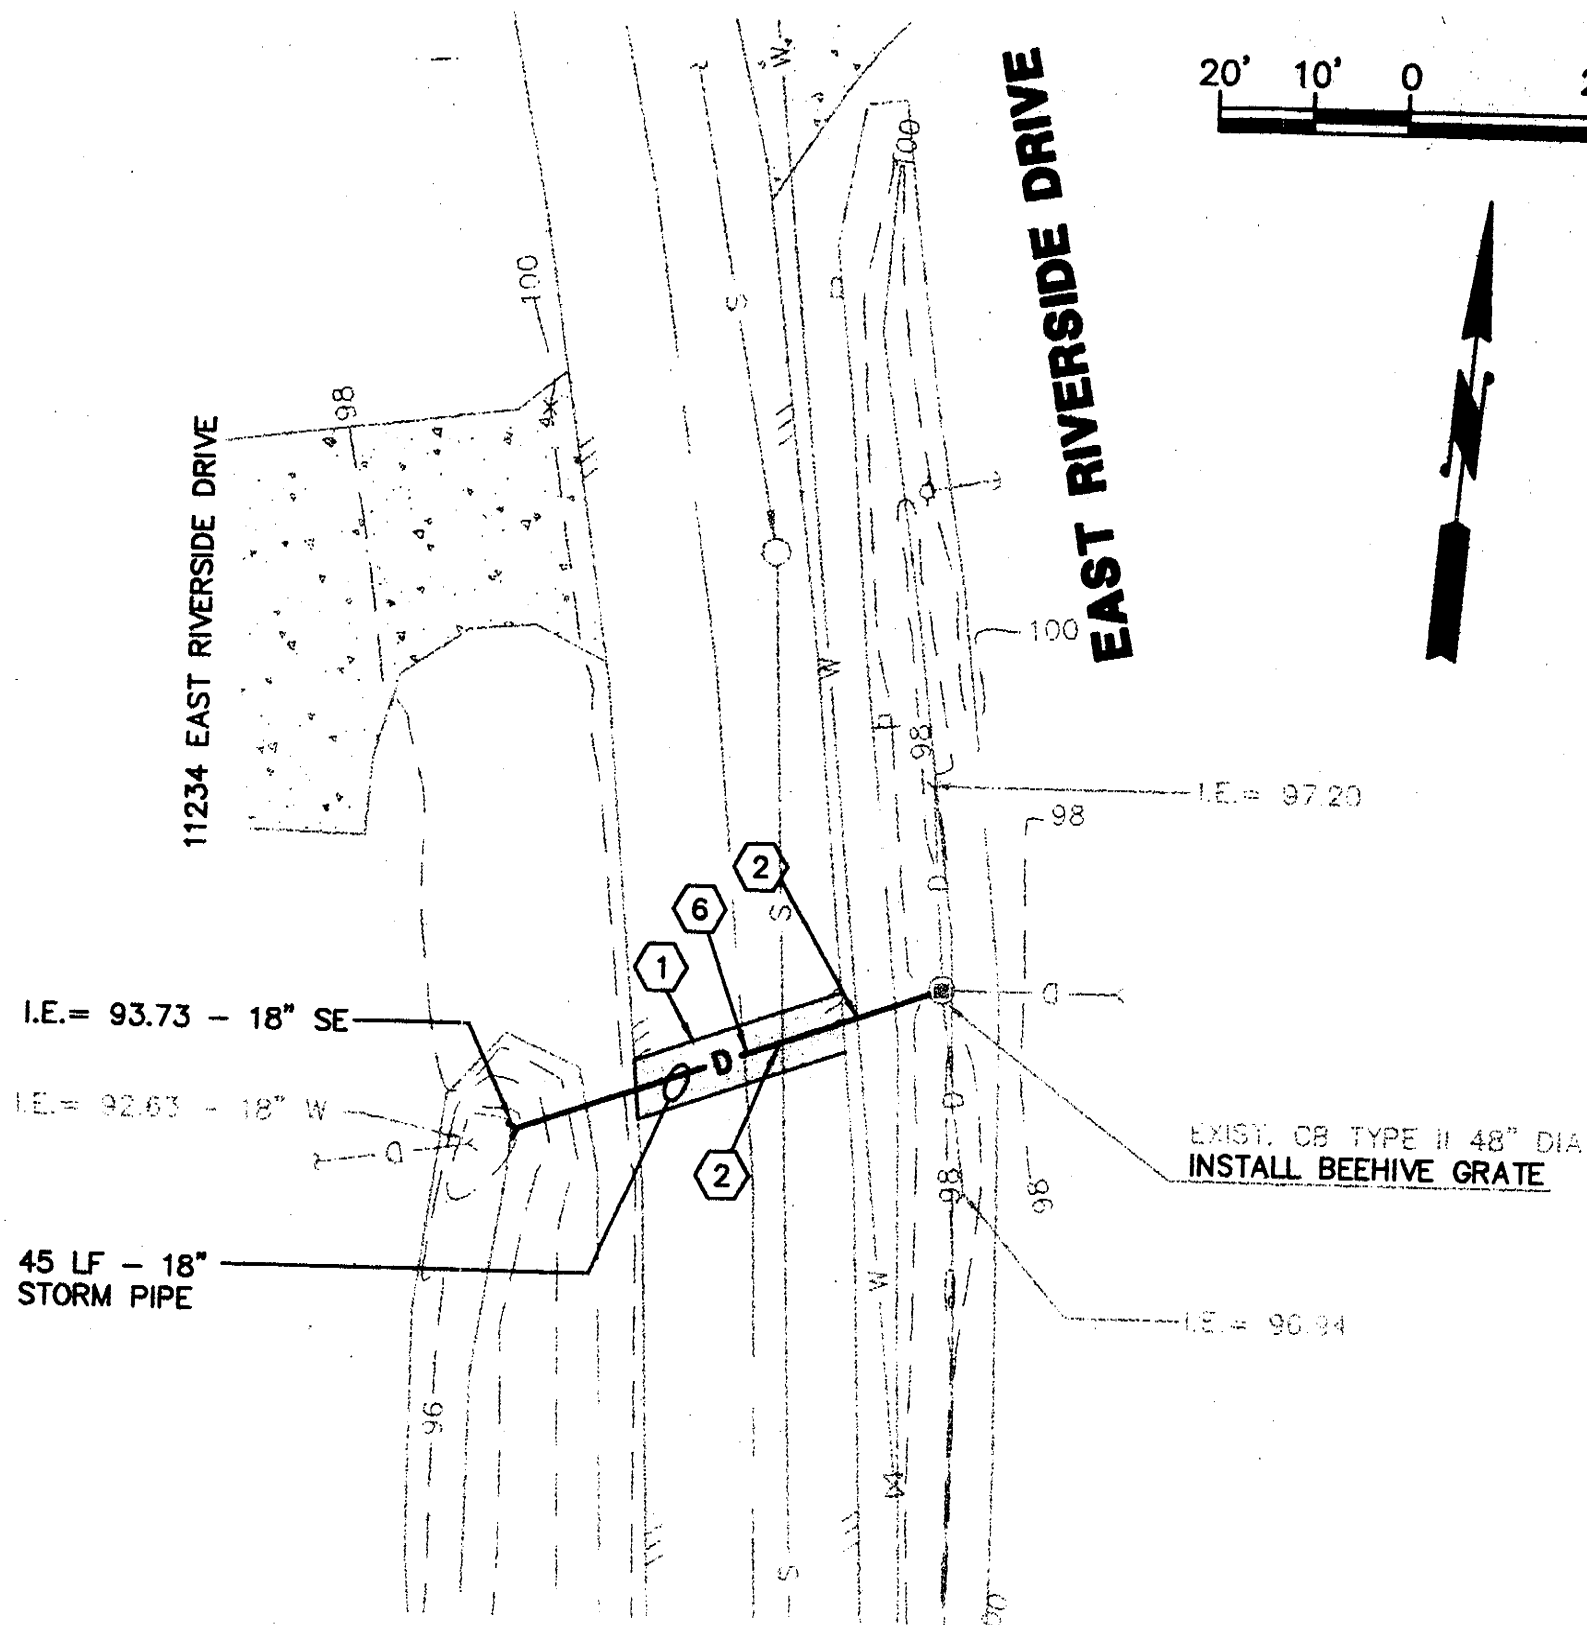 20' 10' 0
EAST RIVERSIDE DRIVE
W
100
S
D
100
98
11234 EAST RIVERSIDE DRIVE
100
W
D
98
I.E.= 97.20
98
2
D
6
S
1
D
I.E.= 93.73 - 18" SE
D
D
I.E.= 92.63 - 18" W
D
EXIST. CB TYPE II 48" DIA
INSTALL BEEHIVE GRATE
2
98
98
45 LF - 18"
STORM PIPE
W
I.E.= 96.94
96
S